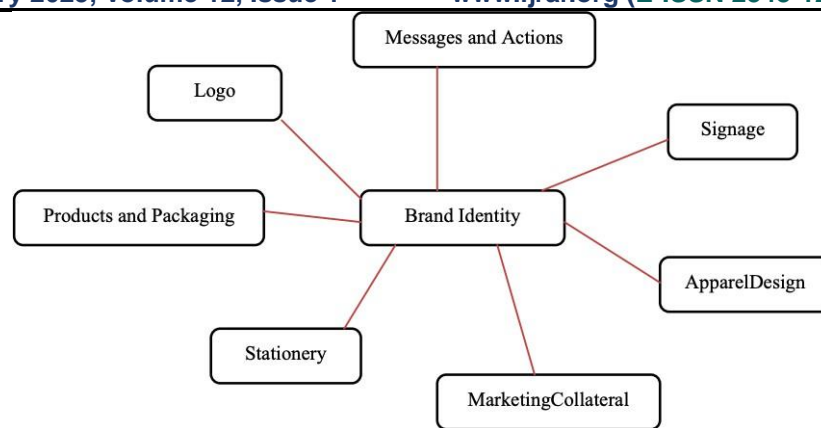 Messages and Actions
Logo
Signage
Products and Packaging
Brand Identity
ApparelDesign
Stationery
MarketingCollateral